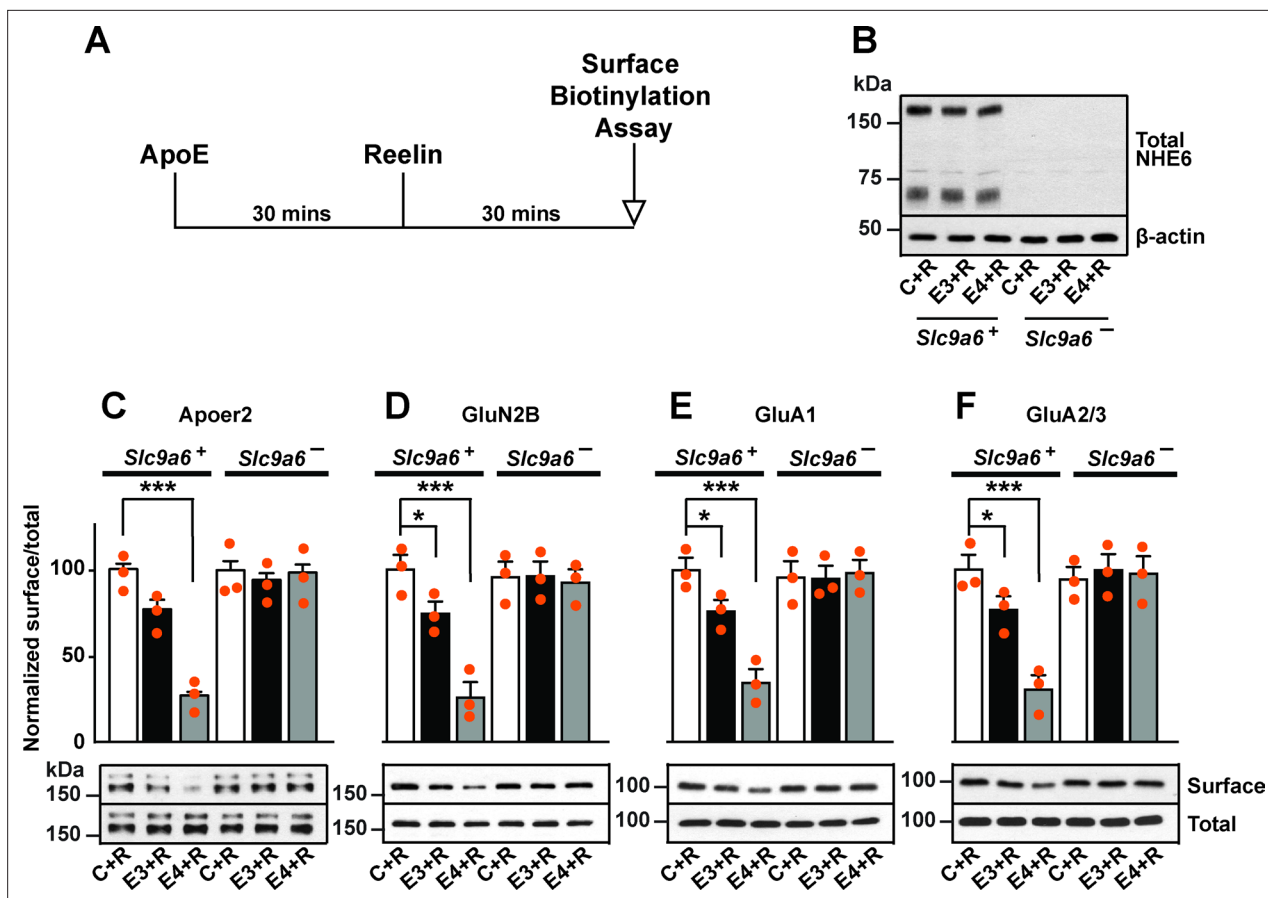 A
ApoE
Reelin
Surface
Biotinylation
Assay
30 mins
30 mins
B
kDa
150
75
50
Total
NHE6
β-actin
C+R E3+R E4+R C+R E3+R E4+R
Slc9a6 + Slc9a6 —
C Apoer2
Slc9a6 + Slc9a6 —
***
D GluN2B
Slc9a6 + Slc9a6 —
***
*
E GluA1
Slc9a6 + Slc9a6 —
***
*
F GluA2/3
Slc9a6 + Slc9a6 —
***
*
Normalized surface/total
100
50
0
kDa
150
150
150
150
100
100
100
100
Surface
Total
C+R E3+R E4+R C+R E3+R E4+R
C+R E3+R E4+R C+R E3+R E4+R
C+R E3+R E4+R C+R E3+R E4+R
C+R E3+R E4+R C+R E3+R E4+R